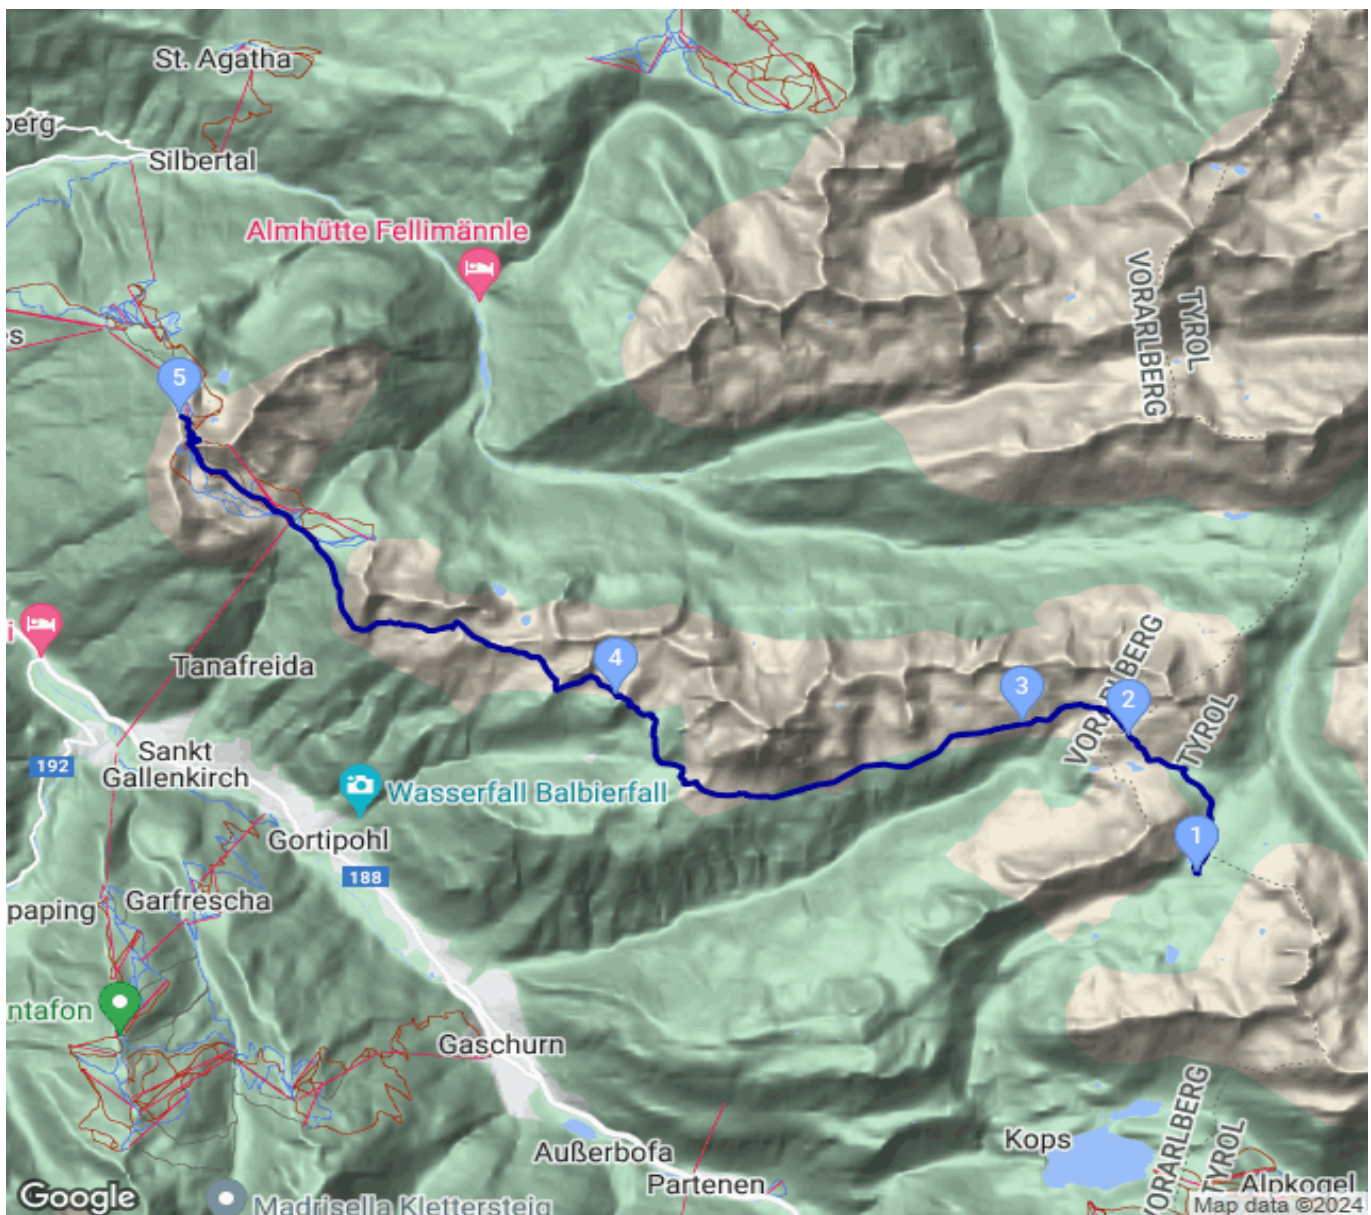 St. Agatha
berg
Silbertal
Almhütte Fellimännle
VORARLBERG
TYROL
es
5
i
4
3
2
VORARLBERG
TYROL
Tanafreida
1
Sankt
Gallenkirch
192
Wasserfall Balbierfall
Gortipohl
188
Garfrescha
paping
ntafon
Gaschurn
Kops
VORARLBERG
TYROL
Außerbofa
Partenen
Alpkogel
Google
Madrisella Klettersteig
Map data ©2024